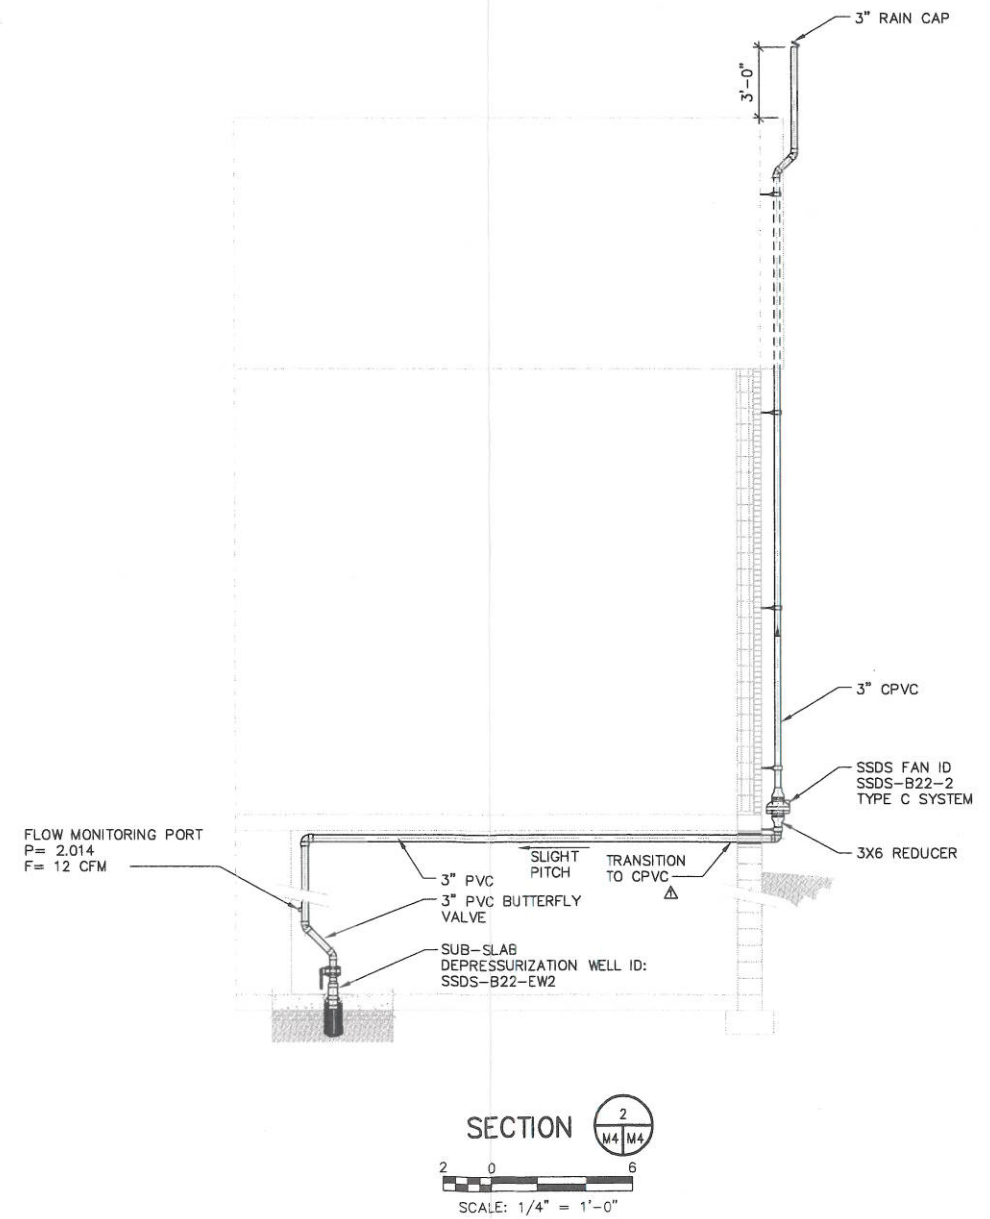 3" RAIN CAP
3'-0"
3" CPVC
SSDS FAN ID
SSDS-B22-2
TYPE C SYSTEM
3X6 REDUCER
FLOW MONITORING PORT
P= 2.014
F= 12 CFM
SLIGHT
PITCH
TRANSITION
TO CPVC
1
3" PVC
3" PVC BUTTERFLY
VALVE
SUB-SLAB
DEPRESSURIZATION WELL ID:
SSDS-B22-EW2
SECTION
2
M4 M4
2 0 6
SCALE: 1/4" = 1'-0"